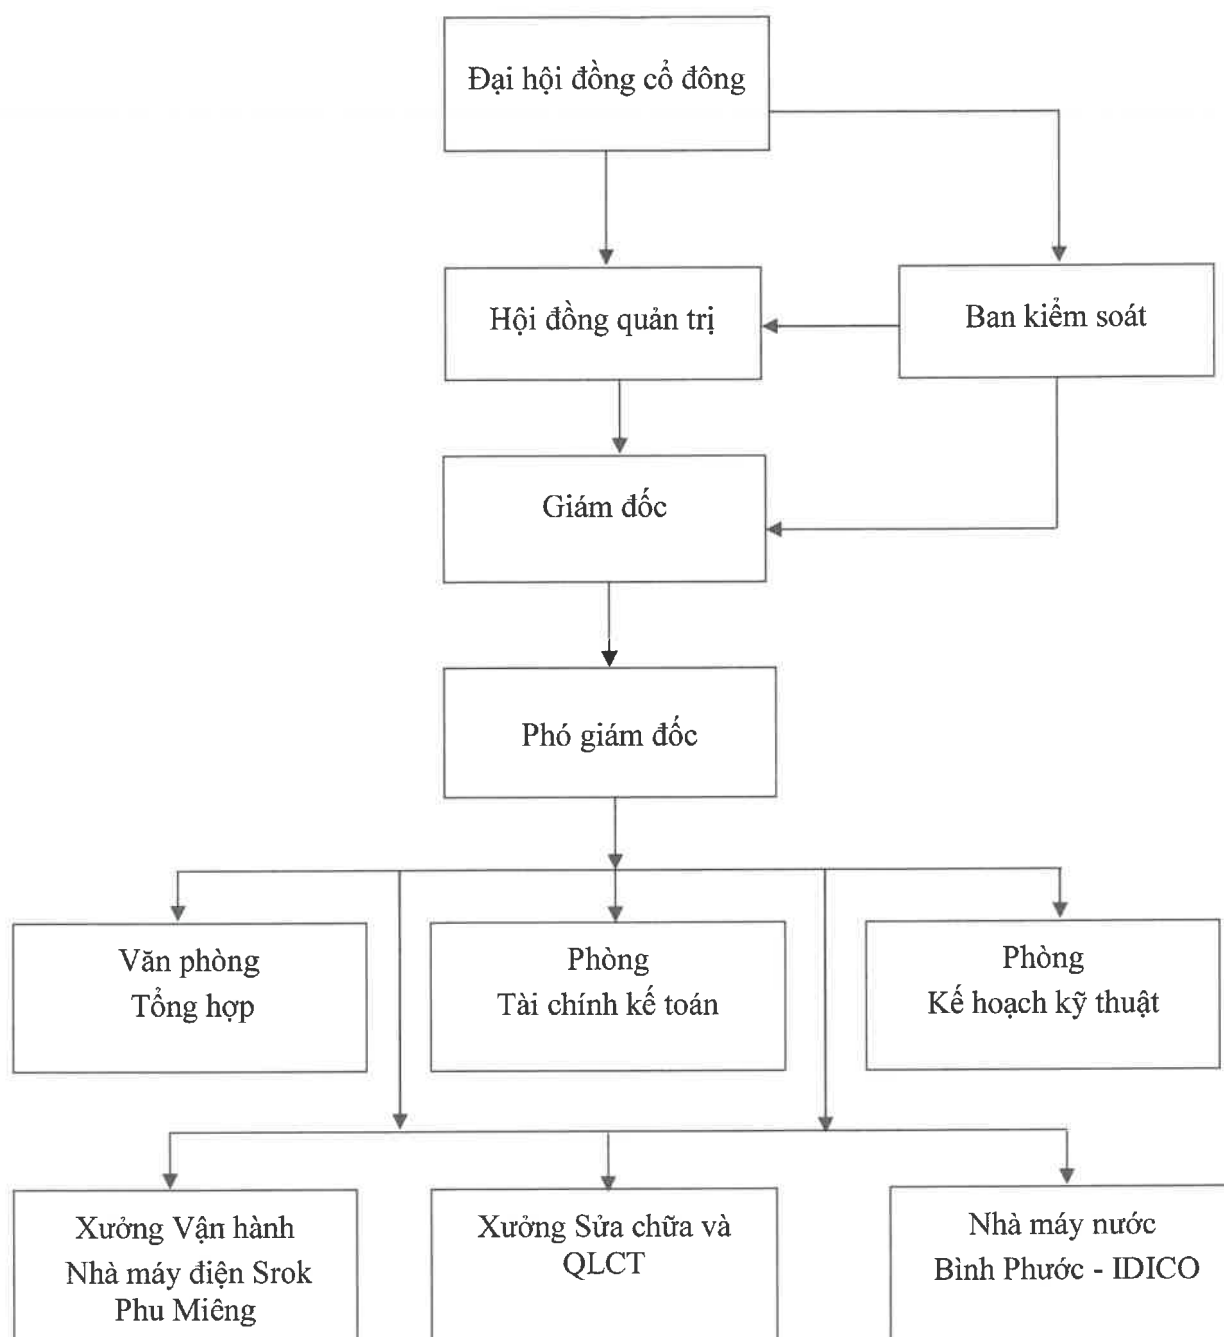 Đại hội đồng cổ đông
Hội đồng quản trị
Ban kiểm soát
Giám đốc
Phó giám đốc
Văn phòng
Tổng hợp
Phòng
Tài chính kế toán
Phòng
Kế hoạch kỹ thuật
Xưởng Vận hành
Nhà máy điện Srok
Phu Miêng
Xưởng Sửa chữa và
QLCT
Nhà máy nước
Bình Phước - IDICO